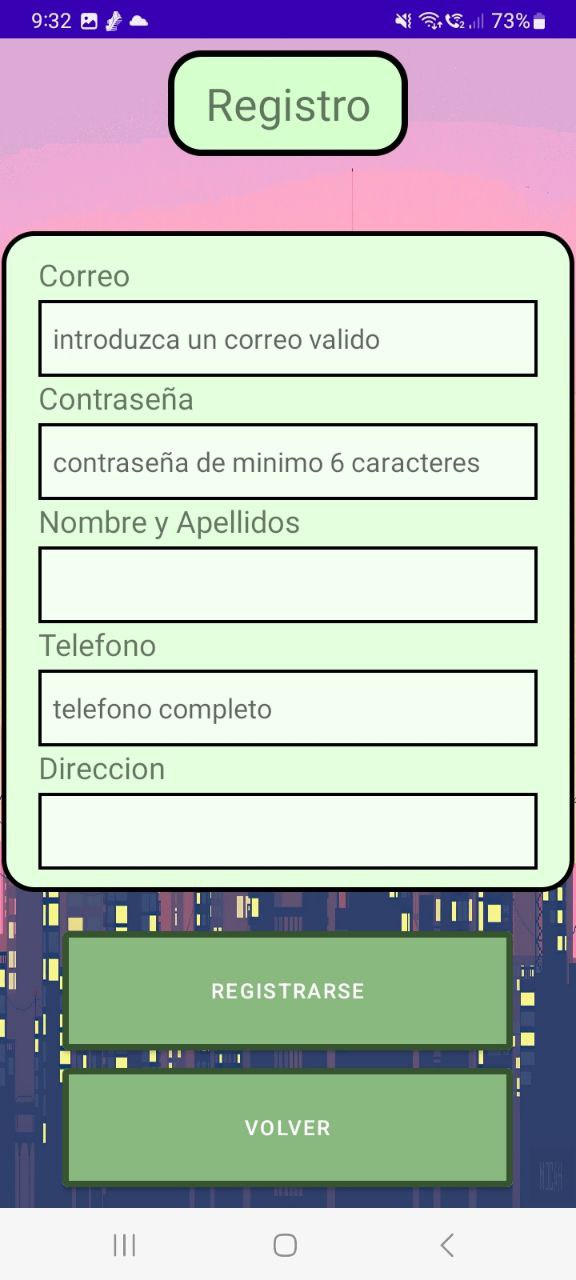 9:32 73%
Registro
Correo
introduzca un correo valido
Contraseña
contraseña de minimo 6 caracteres
Nombre y Apellidos
Telefono
telefono completo
Direccion
REGISTRARSE
VOLVER